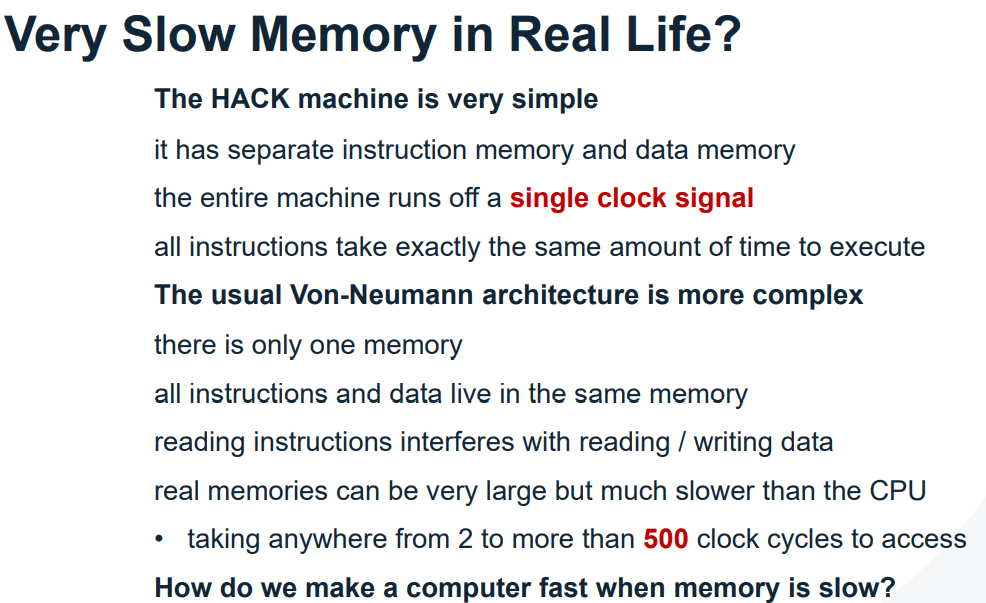 Very Slow Memory in Real Life?
The HACK machine is very simple
it has separate instruction memory and data memory
the entire machine runs off a single clock signal
all instructions take exactly the same amount of time to execute
The usual Von-Neumann architecture is more complex
there is only one memory
all instructions and data live in the same memory
reading instructions interferes with reading / writing data
real memories can be very large but much slower than the CPU
• taking anywhere from 2 to more than 500 clock cycles to access
How do we make a computer fast when memory is slow?